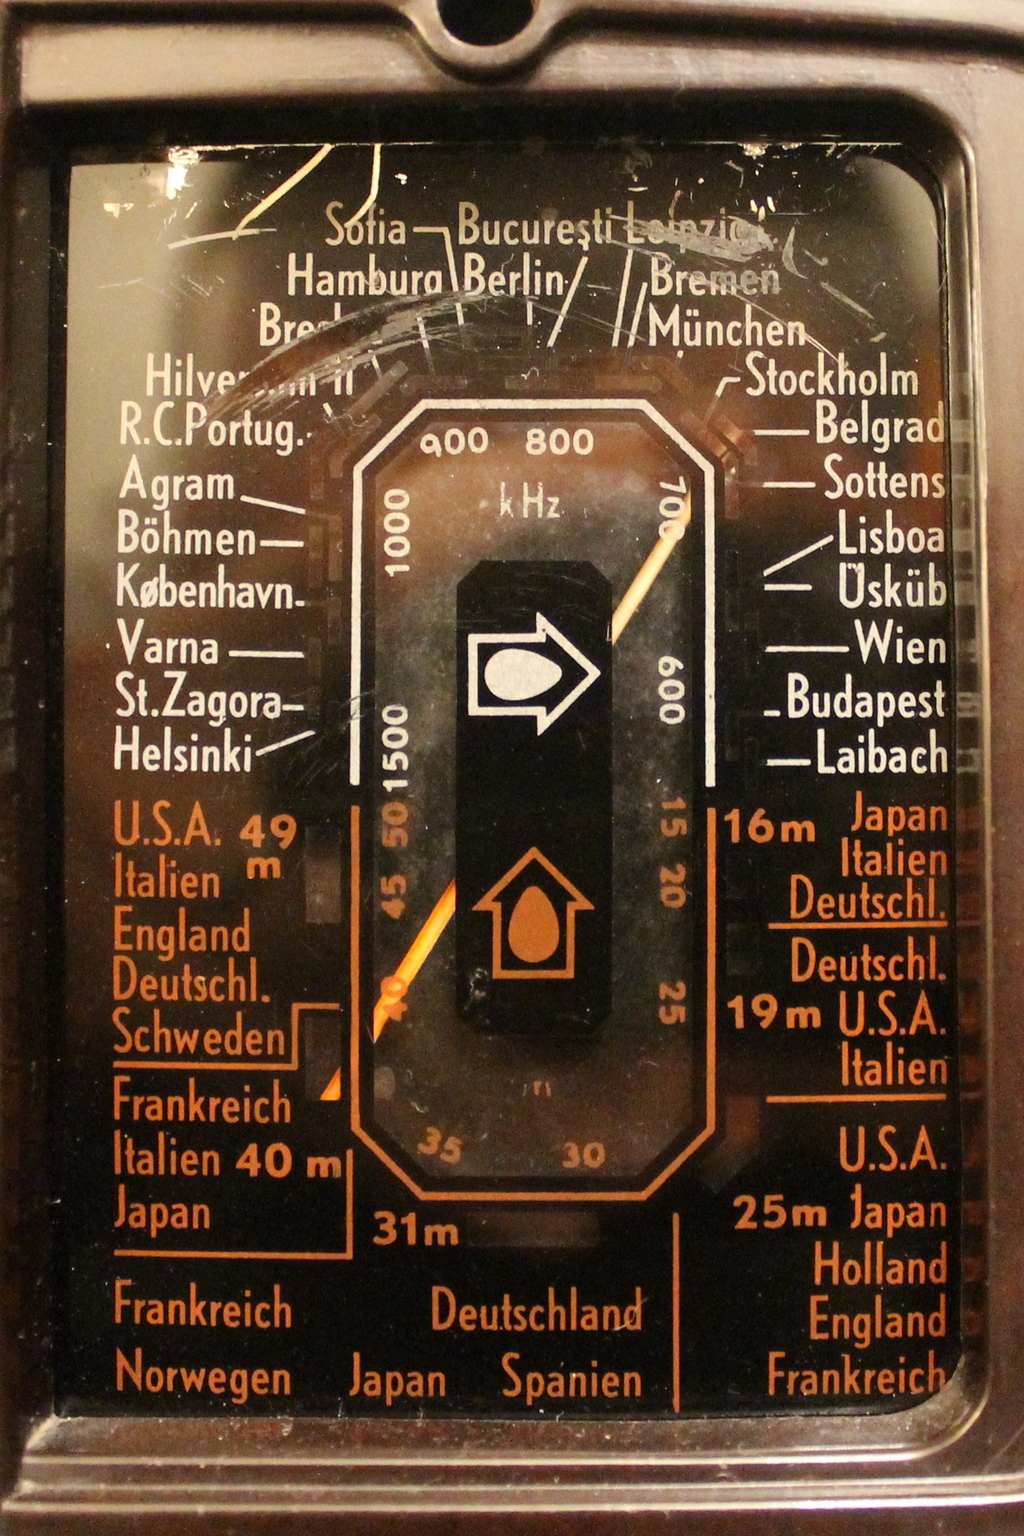 Sofia București Leipzig
Hamburg Berlin Bremen
München
Stockholm
R.C.Portug. Belgrad
Agram Sottens
Böhmen Lisboa
København Üsküb
Varna Wien
St.Zagora Budapest
Helsinki Laibach
900 800
kHz
1000 700
600
1500
50 15
45 20
40 25
m
35 30
U.S.A. 49
m
Italien
England
Deutschl.
Schweden
Frankreich
Italien 40 m
Japan
31m
Frankreich Deutschland
Norwegen Japan Spanien
16m Japan
Italien
Deutschl.
Deutschl.
19m U.S.A.
Italien
U.S.A.
25m Japan
Holland
England
Frankreich